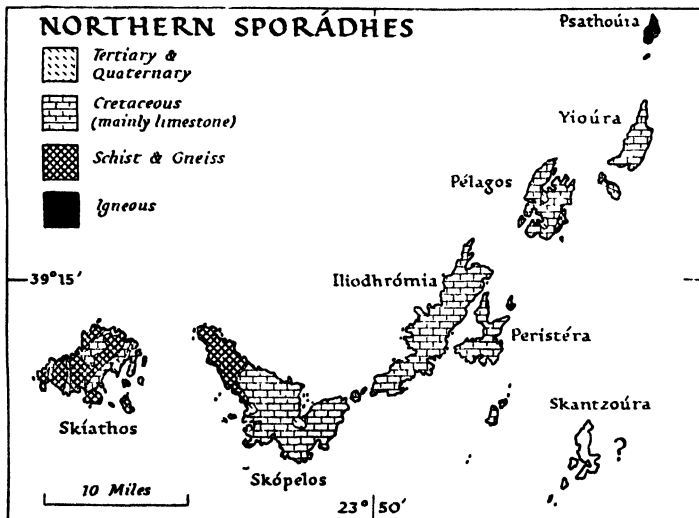 NORTHERN SPORÁDHES
Tertiary &
Quaternary
Cretaceous
(mainly limestone)
Schist & Gneiss
Igneous
Psathoúra
Yioúra
Pélagos
39°15'
Iliodhrómia
Peristéra
Skíathos
Skópelos
Skantzoúra
?
10 Miles
23°50'